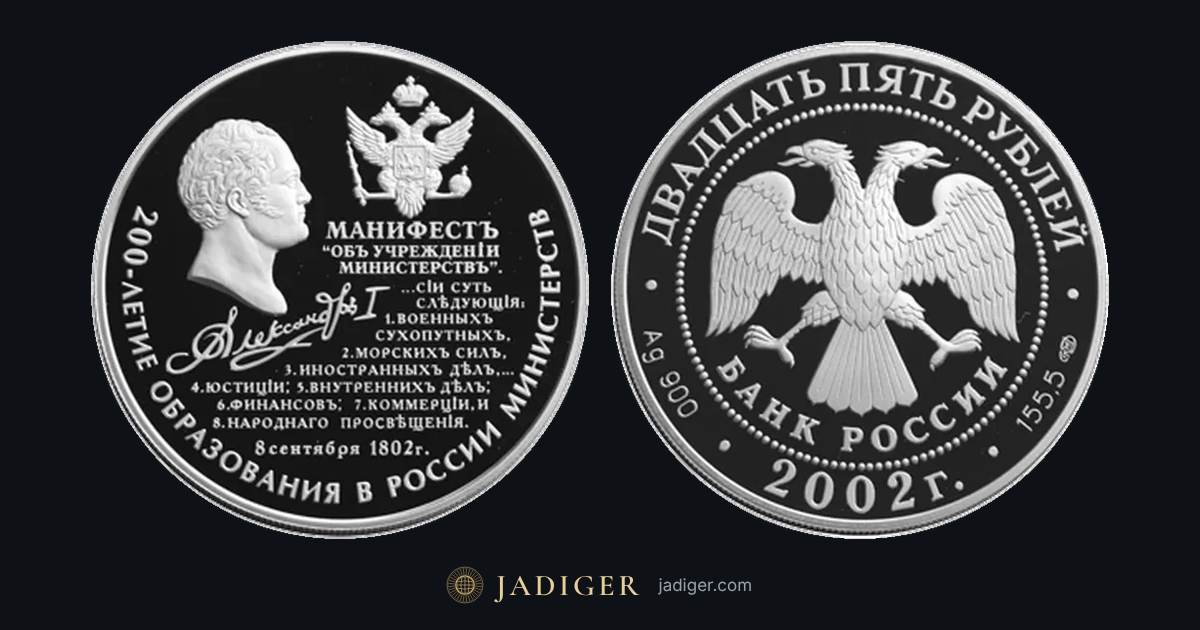 200-ЛЕТИЕ ОБРАЗОВАНИЯ В РОССИИ МИНИСТЕРСТВ
МАНИФЕСТЪ
“ОБЪ УЧРЕЖДЕНІИ
МИНИСТЕРСТВЪ”.
...СІИ СУТЬ
СЛѢДУЮЩІЯ:
Александръ I
1.ВОЕННЫХЪ
СУХОПУТНЫХЪ,
2.МОРСКИХЪ СИЛЪ,
3.ИНОСТРАННЫХЪ ДѢЛЪ,...
4.ЮСТИЦІИ; 5.ВНУТРЕННИХЪ ДѢЛЪ;
6.ФИНАНСОВЪ; 7.КОММЕРЦІИ,И
8.НАРОДНАГО ПРОСВѢЩЕНІЯ.
8 сентября 1802г.
ДВАДЦАТЬ ПЯТЬ РУБЛЕЙ
БАНК РОССИИ
Ag 900
155,5
2002 г.
JADIGER jadiger.com